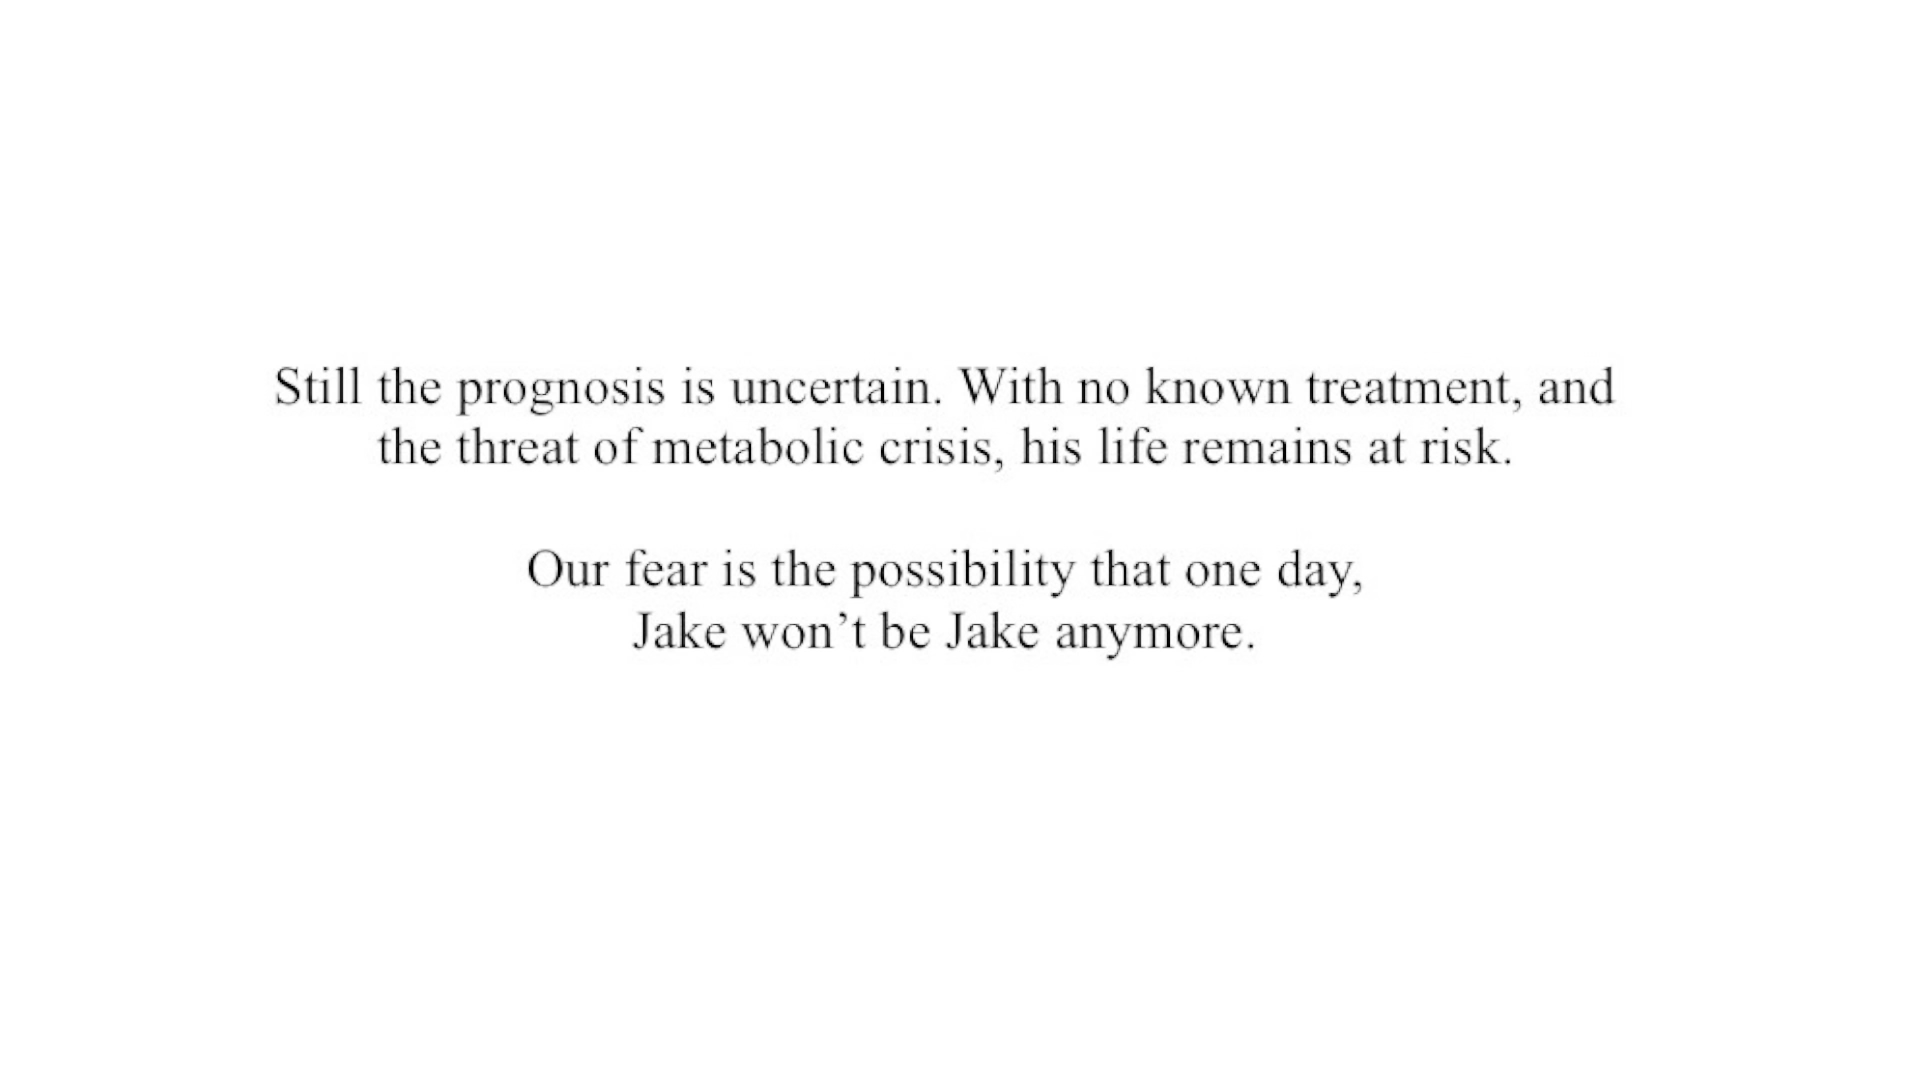 Still the prognosis is uncertain. With no known treatment, and
the threat of metabolic crisis, his life remains at risk.
Our fear is the possibility that one day,
Jake won’t be Jake anymore.